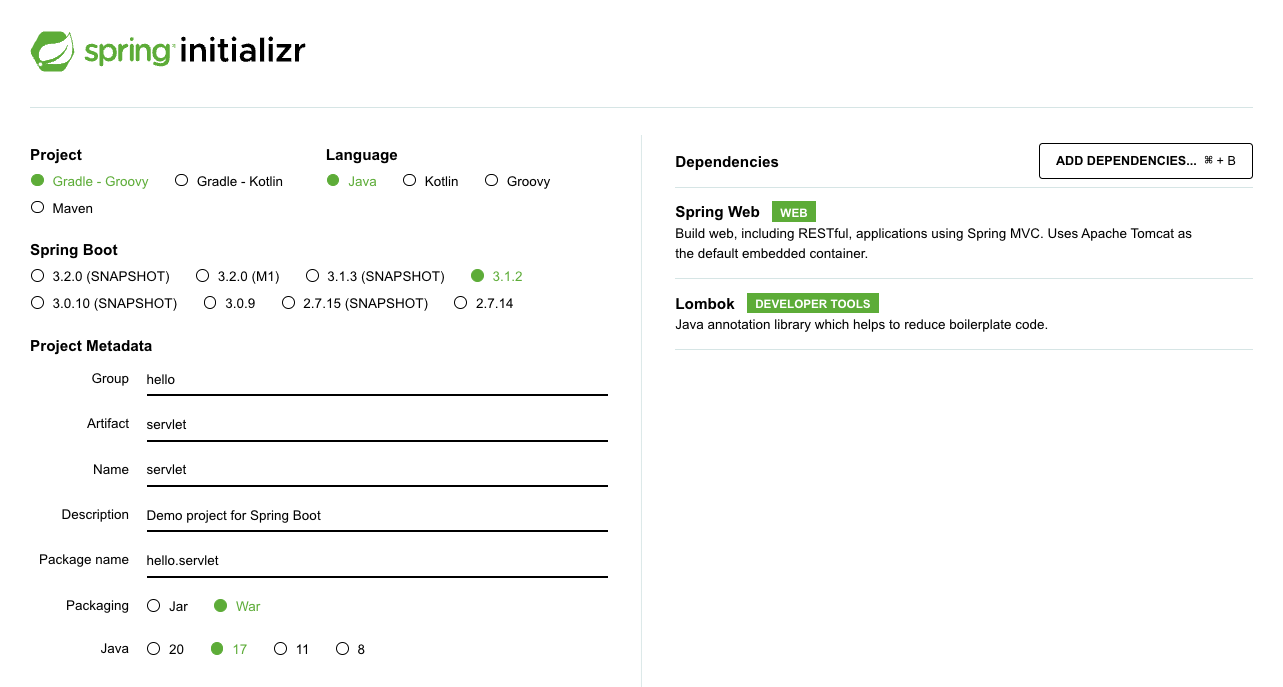 spring initializr
Project
Gradle - Groovy Gradle - Kotlin
Maven
Language
Java Kotlin Groovy
Spring Boot
3.2.0 (SNAPSHOT) 3.2.0 (M1) 3.1.3 (SNAPSHOT) 3.1.2
3.0.10 (SNAPSHOT) 3.0.9 2.7.15 (SNAPSHOT) 2.7.14
Project Metadata
Group hello
Artifact servlet
Name servlet
Description Demo project for Spring Boot
Package name hello.servlet
Packaging Jar War
Java 20 17 11 8
Dependencies ADD DEPENDENCIES... ⌘ + B
Spring Web WEB
Build web, including RESTful, applications using Spring MVC. Uses Apache Tomcat as
the default embedded container.
Lombok DEVELOPER TOOLS
Java annotation library which helps to reduce boilerplate code.